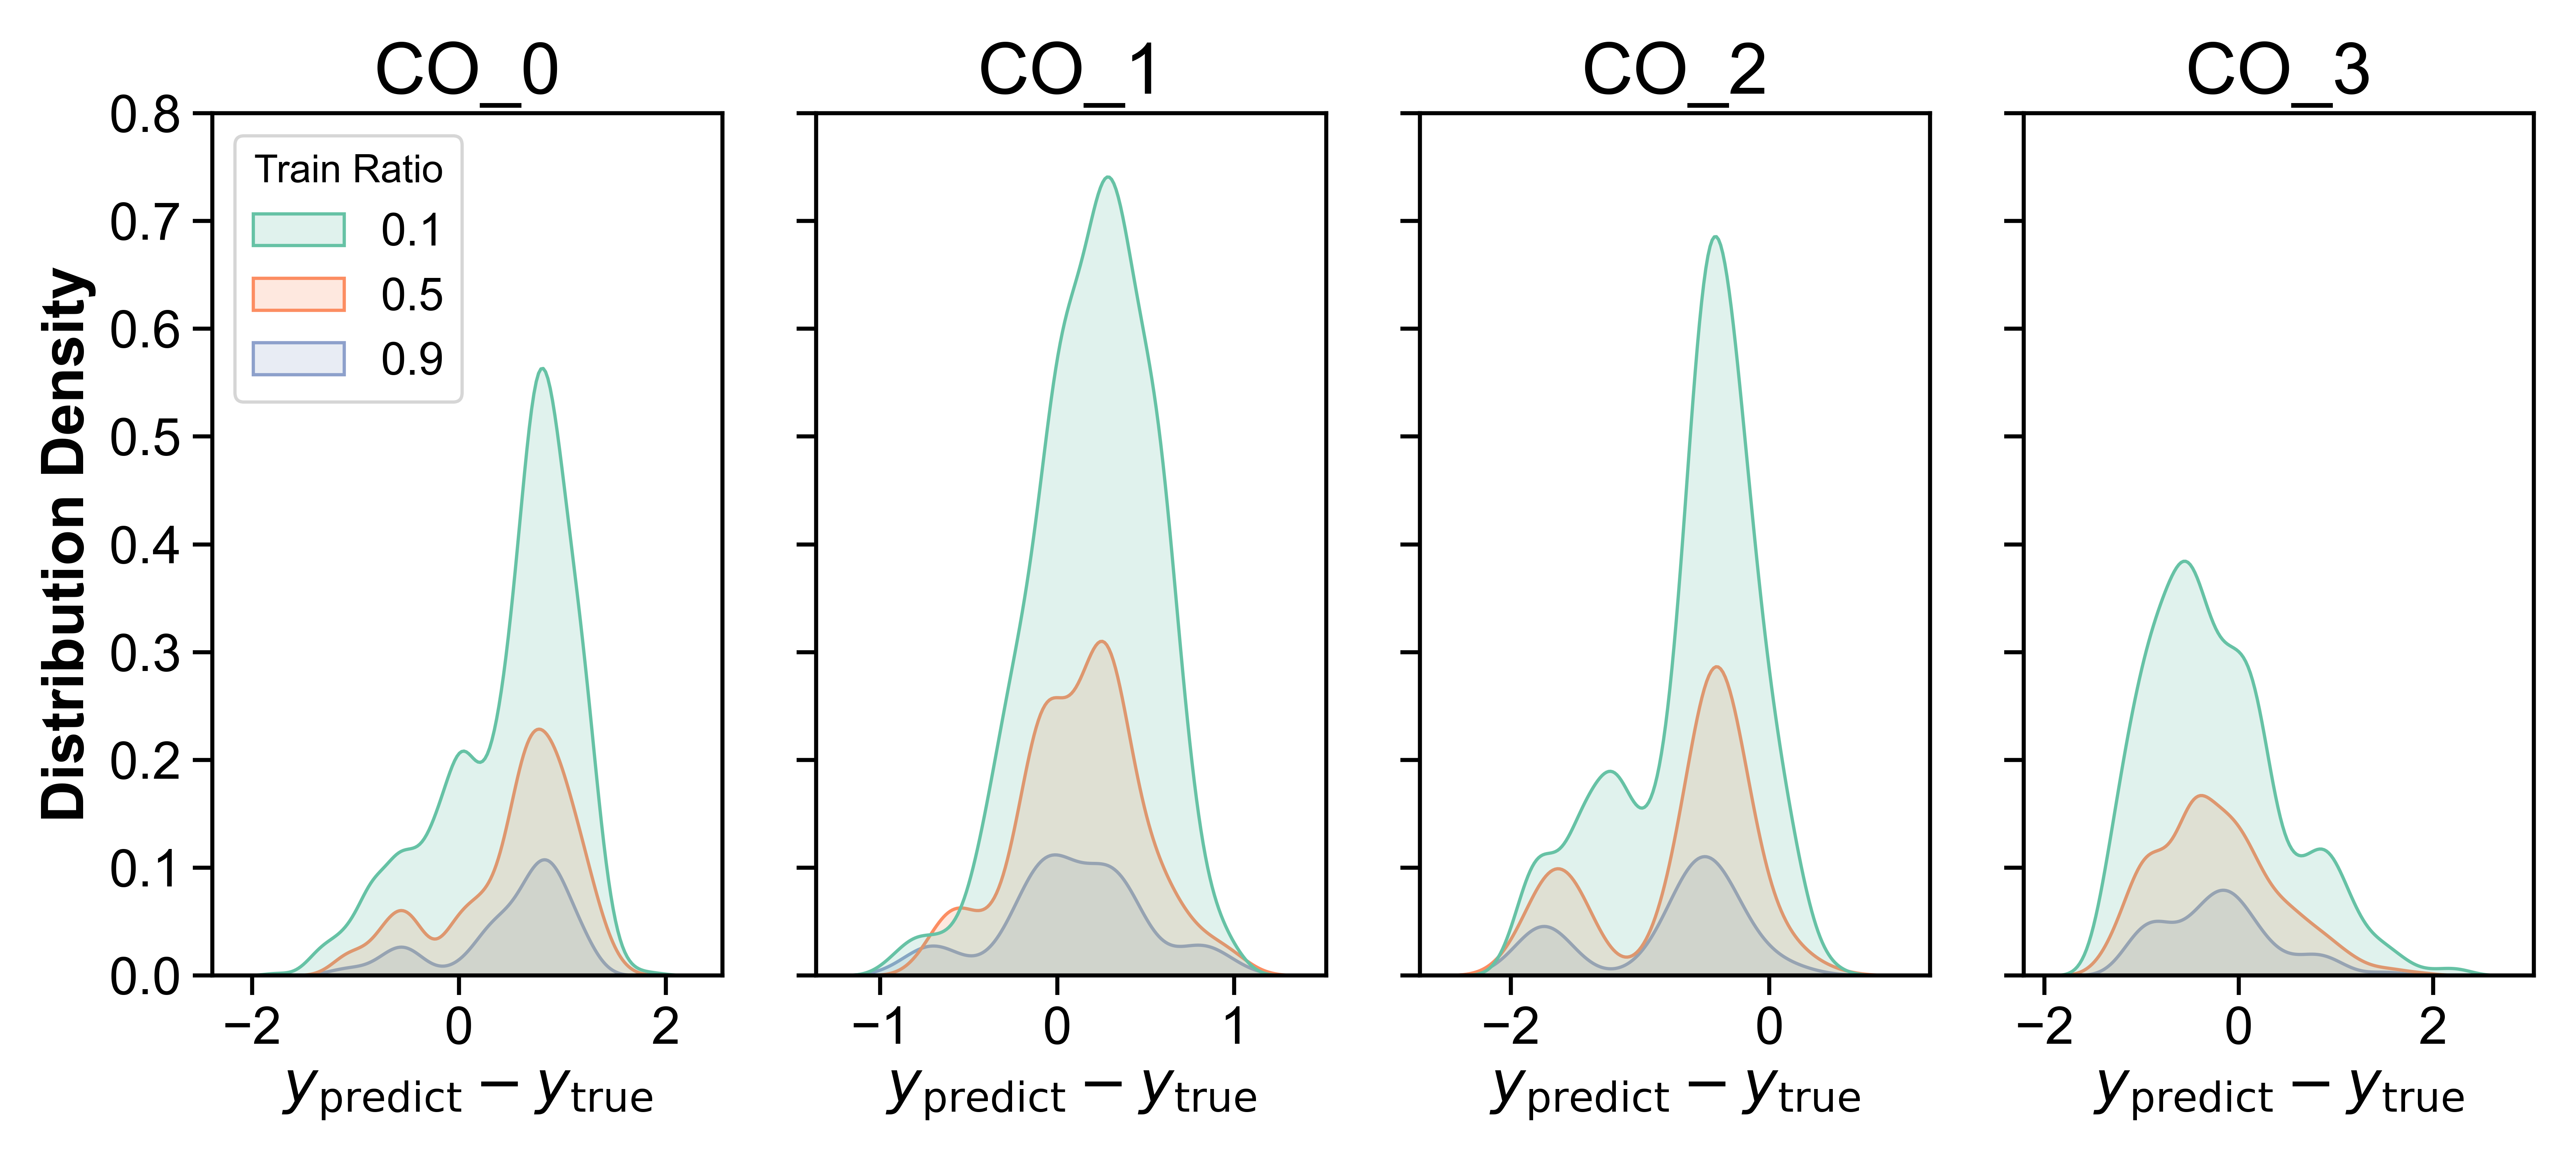 CO_0 CO_1 CO_2 CO_3
Distribution Density
0.8
0.7
0.6
0.5
0.4
0.3
0.2
0.1
0.0
Train Ratio
0.1
0.5
0.9
−2 0 2
−1 0 1
−2 0
−2 0 2
y_predict − y_true
y_predict − y_true
y_predict − y_true
y_predict − y_true